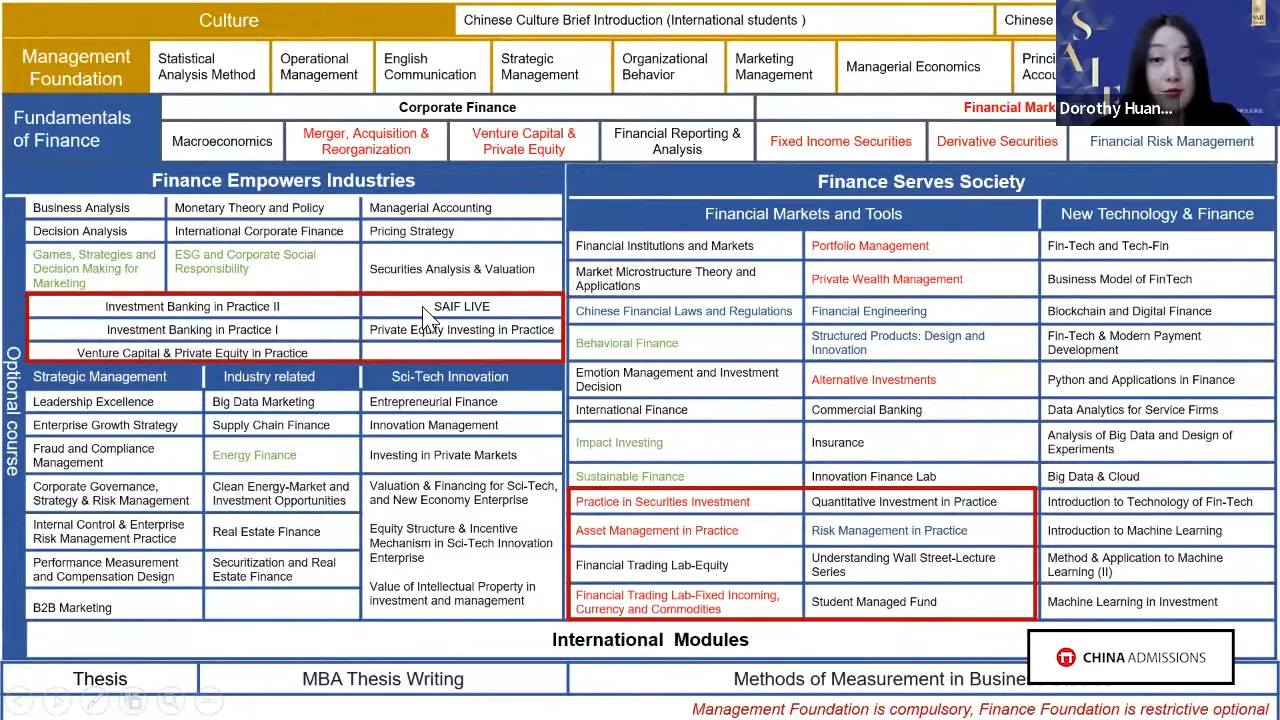 Culture
Chinese Culture Brief Introduction (International students )
Chinese
Management
Foundation
Statistical
Analysis Method
Operational
Management
English
Communication
Strategic
Management
Organizational
Behavior
Marketing
Management
Managerial Economics
Fundamentals
of Finance
Corporate Finance
Macroeconomics
Merger, Acquisition &
Reorganization
Venture Capital &
Private Equity
Financial Reporting &
Analysis
Fixed Income Securities
Derivative Securities
Financial Risk Management
Dorothy Huan...
Optional course
Finance Empowers Industries
Business Analysis
Monetary Theory and Policy
Managerial Accounting
Decision Analysis
International Corporate Finance
Pricing Strategy
Games, Strategies and
Decision Making for
Marketing
ESG and Corporate Social
Responsibility
Securities Analysis & Valuation
Investment Banking in Practice II
SAIF LIVE
Investment Banking in Practice I
Private Equity Investing in Practice
Venture Capital & Private Equity in Practice
Strategic Management
Industry related
Sci-Tech Innovation
Leadership Excellence
Big Data Marketing
Entrepreneurial Finance
Enterprise Growth Strategy
Supply Chain Finance
Innovation Management
Fraud and Compliance
Management
Energy Finance
Investing in Private Markets
Corporate Governance,
Strategy & Risk Management
Clean Energy-Market and
Investment Opportunities
Valuation & Financing for Sci-Tech,
and New Economy Enterprise
Internal Control & Enterprise
Risk Management Practice
Real Estate Finance
Equity Structure & Incentive
Mechanism in Sci-Tech Innovation
Enterprise
Performance Measurement
and Compensation Design
Securitization and Real
Estate Finance
Value of Intellectual Property in
investment and management
B2B Marketing
Finance Serves Society
Financial Markets and Tools
New Technology & Finance
Financial Institutions and Markets
Portfolio Management
Fin-Tech and Tech-Fin
Market Microstructure Theory and
Applications
Private Wealth Management
Business Model of FinTech
Chinese Financial Laws and Regulations
Financial Engineering
Blockchain and Digital Finance
Behavioral Finance
Structured Products: Design and
Innovation
Fin-Tech & Modern Payment
Development
Emotion Management and Investment
Decision
Alternative Investments
Python and Applications in Finance
International Finance
Commercial Banking
Data Analytics for Service Firms
Impact Investing
Insurance
Analysis of Big Data and Design of
Experiments
Sustainable Finance
Innovation Finance Lab
Big Data & Cloud
Practice in Securities Investment
Quantitative Investment in Practice
Introduction to Technology of Fin-Tech
Asset Management in Practice
Risk Management in Practice
Introduction to Machine Learning
Financial Trading Lab-Equity
Understanding Wall Street-Lecture
Series
Method & Application to Machine
Learning (II)
Financial Trading Lab-Fixed Incoming,
Currency and Commodities
Student Managed Fund
Machine Learning in Investment
International Modules
CHINA ADMISSIONS
Thesis
MBA Thesis Writing
Methods of Measurement in
Management Foundation is compulsory, Finance Foundation is restrictive optional